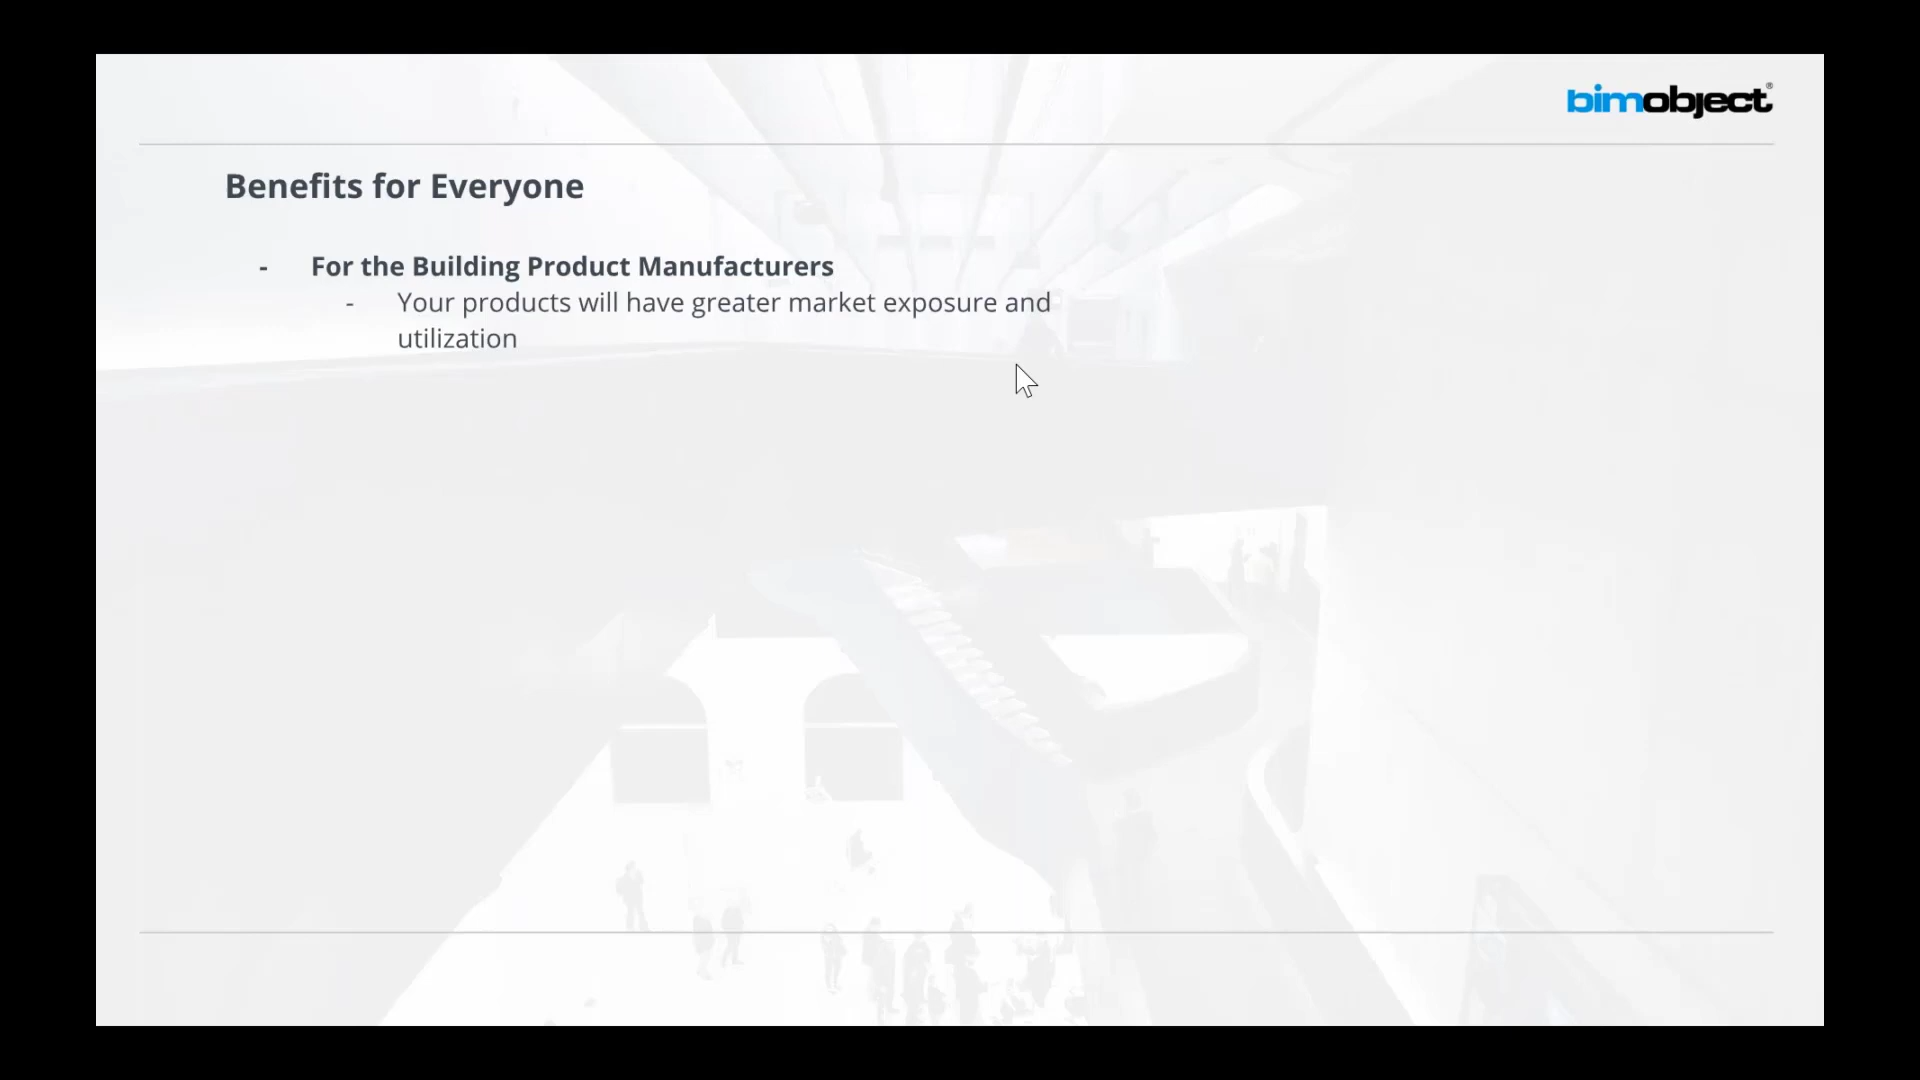 bimobject®
Benefits for Everyone
- For the Building Product Manufacturers
- Your products will have greater market exposure and
utilization